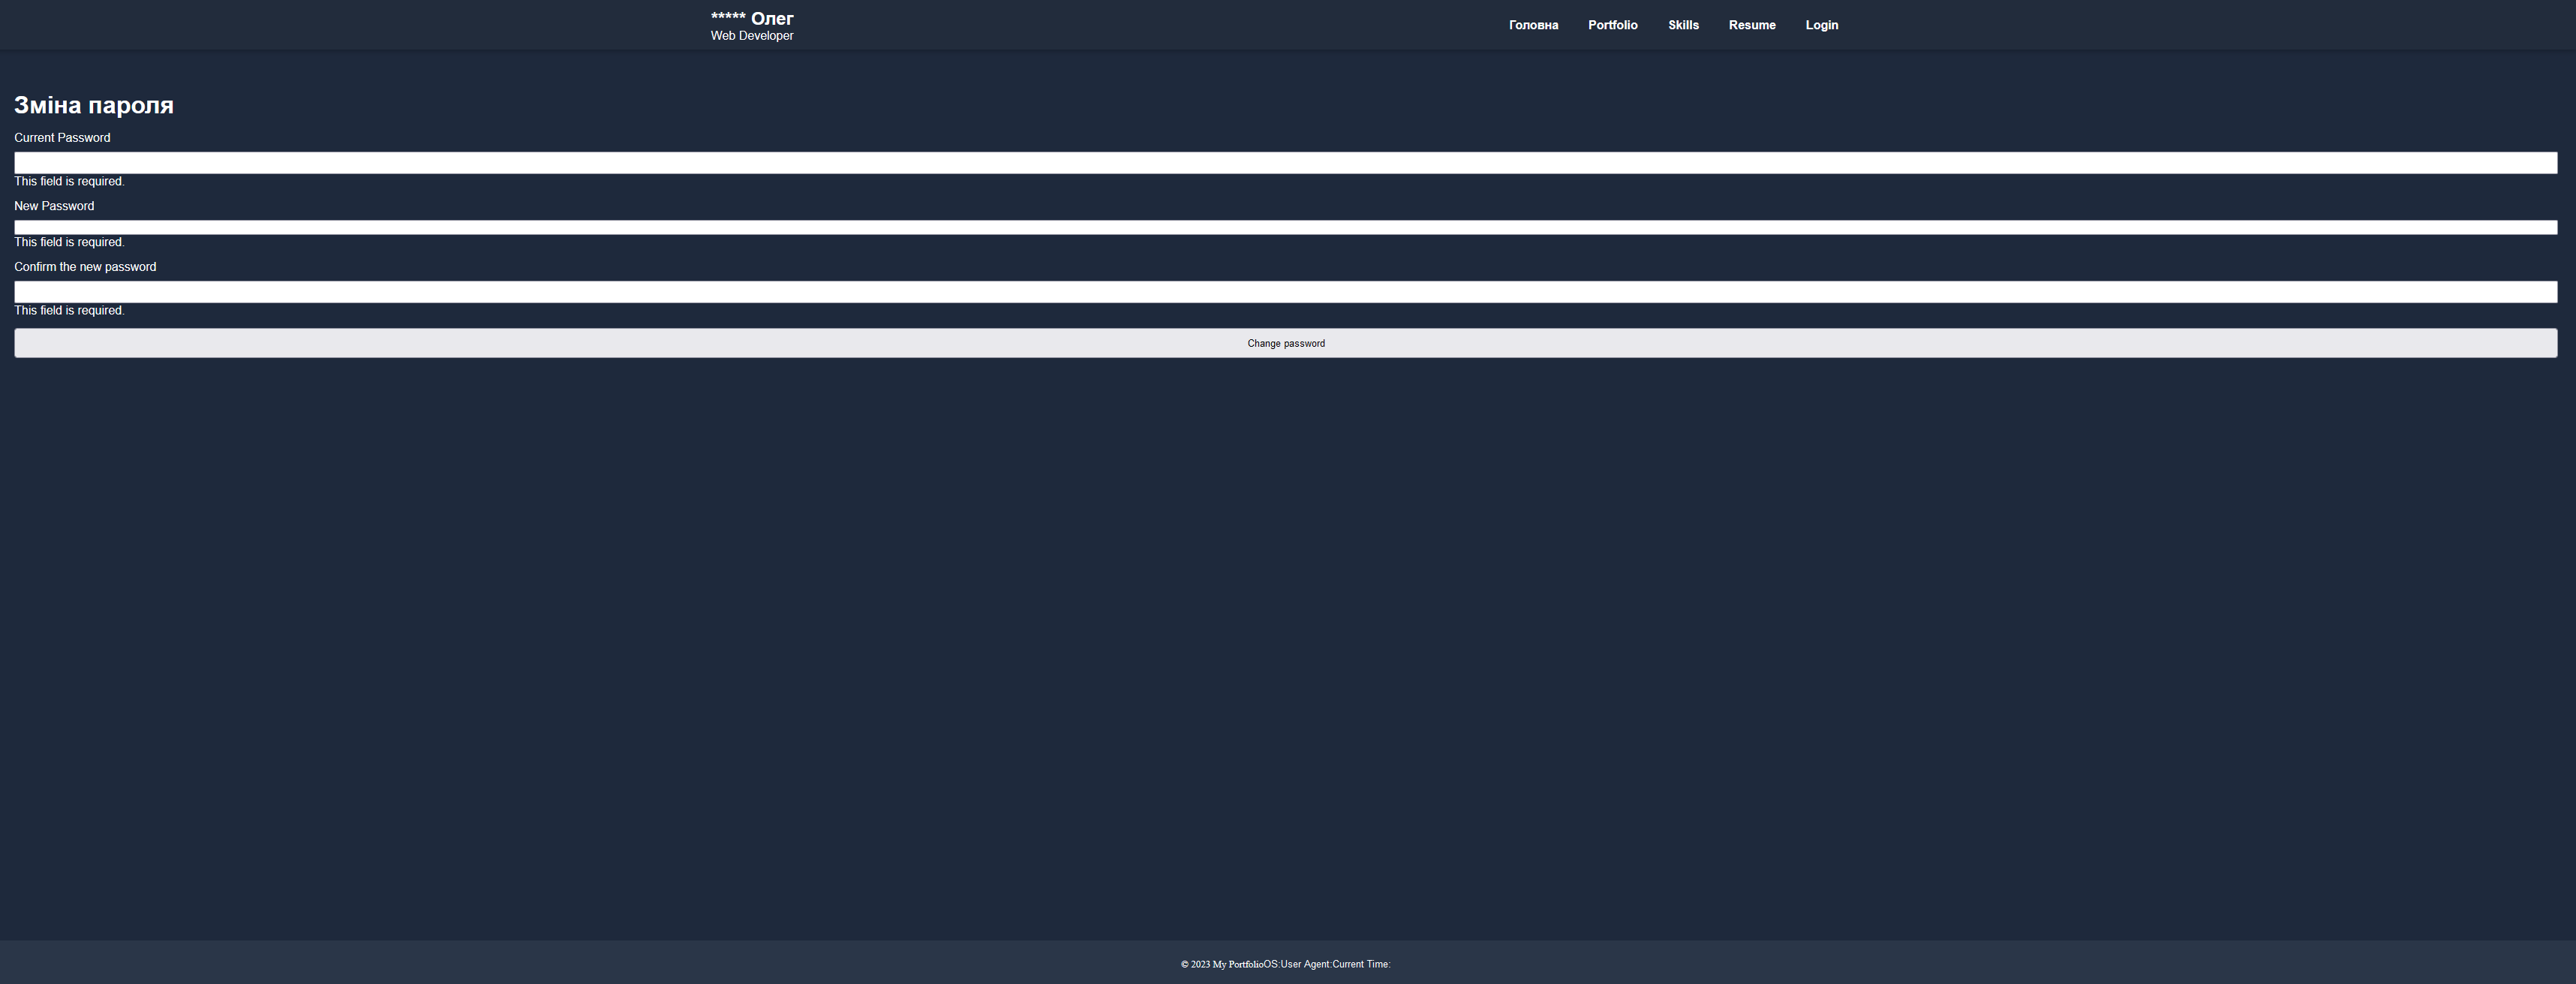 ***** Олег
Web Developer
Головна Portfolio Skills Resume Login
Зміна пароля
Current Password
This field is required.
New Password
This field is required.
Confirm the new password
This field is required.
Change password
© 2023 My PortfolioOS:User Agent:Current Time: